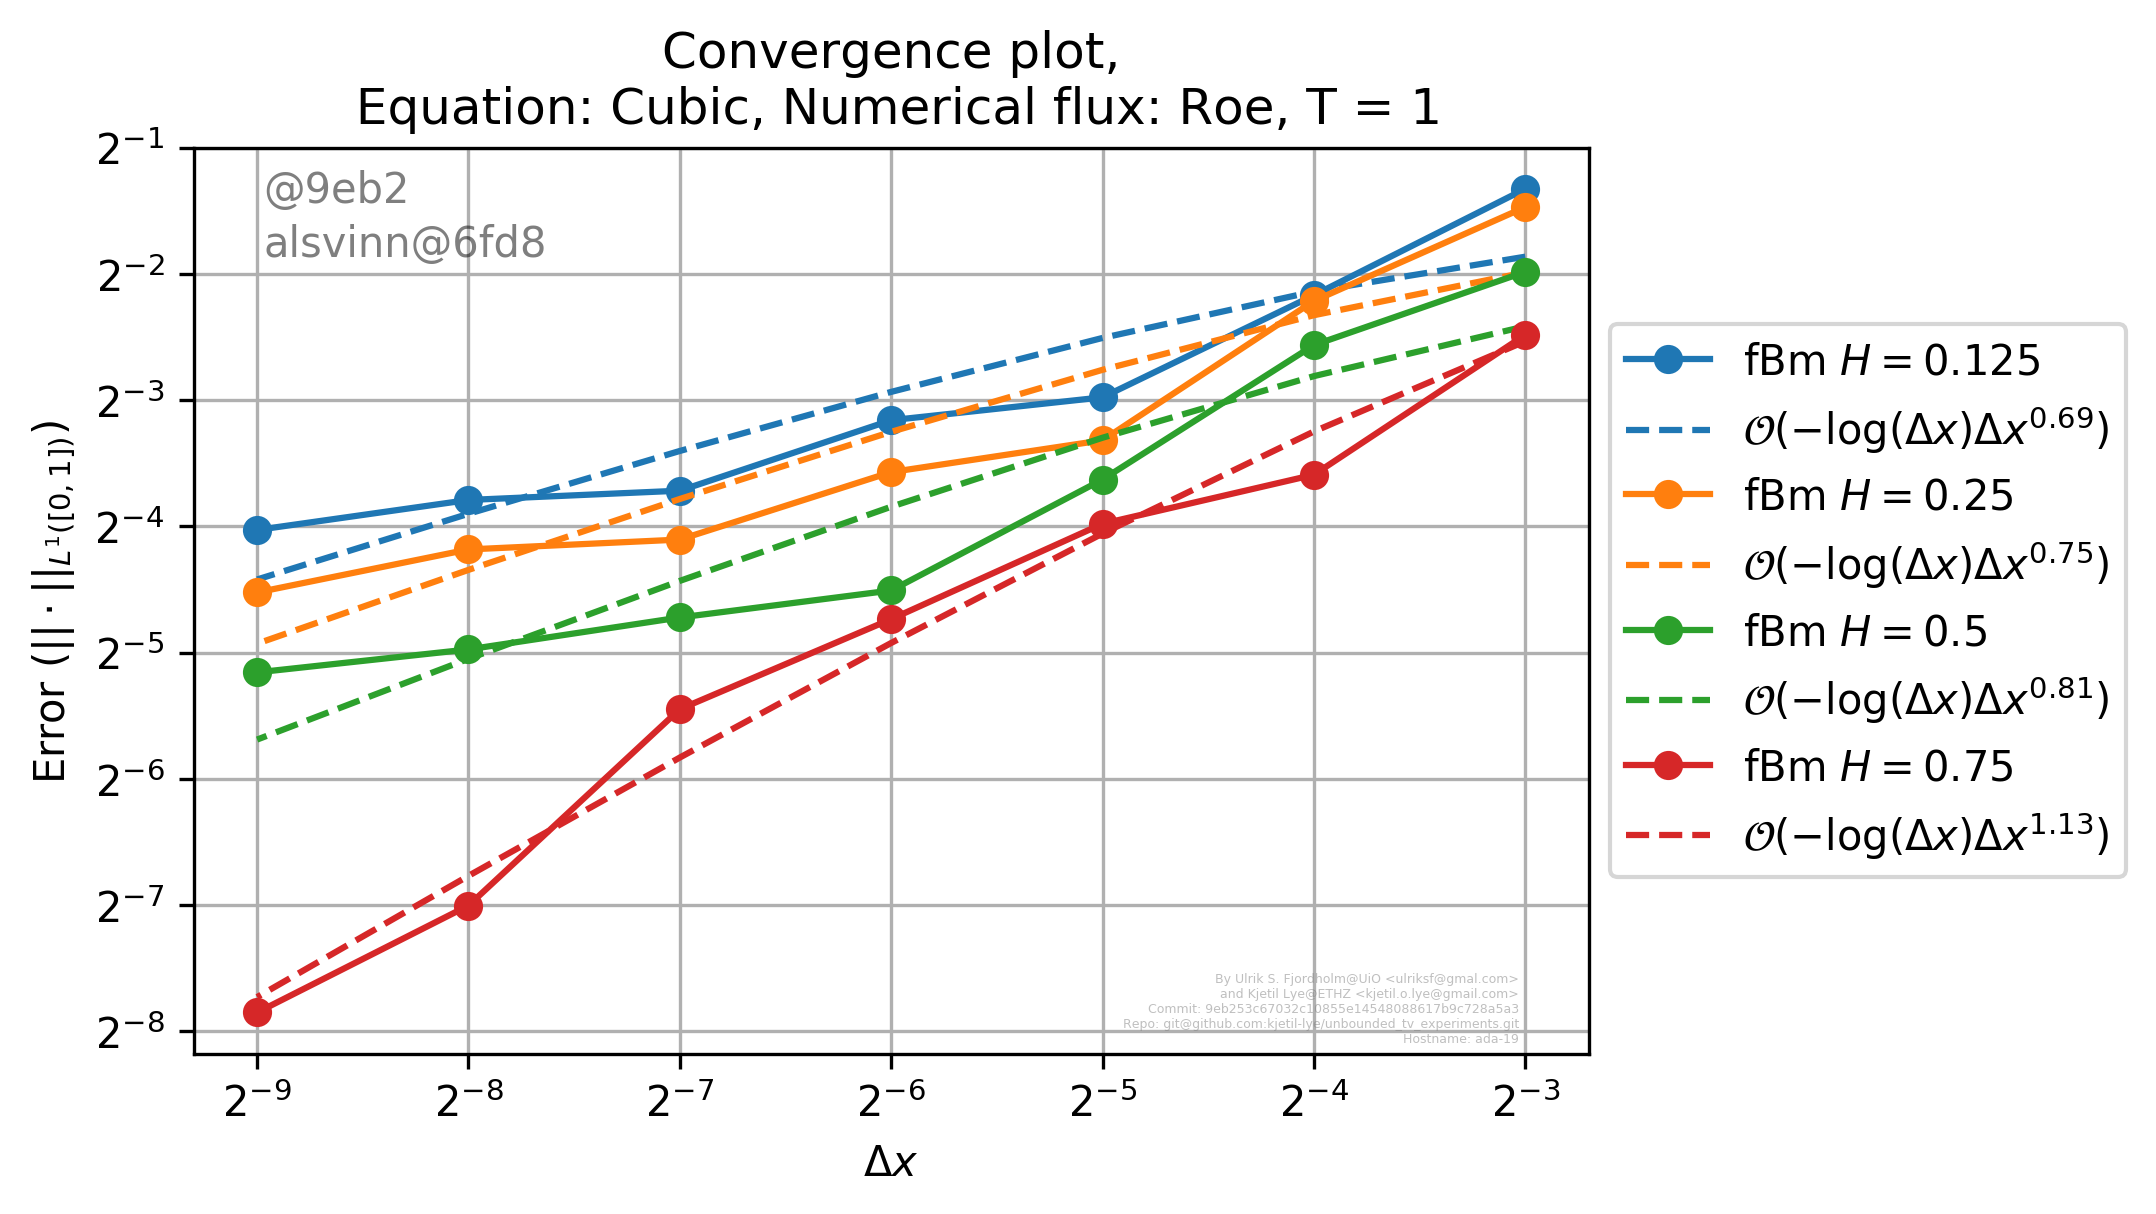 Convergence plot,
Equation: Cubic, Numerical flux: Roe, T = 1
@9eb2
alsvinn@6fd8
2⁻¹
2⁻²
2⁻³
2⁻⁴
2⁻⁵
2⁻⁶
2⁻⁷
2⁻⁸
Error (||·||_{L¹([0,1])})
2⁻⁹
2⁻⁸
2⁻⁷
2⁻⁶
2⁻⁵
2⁻⁴
2⁻³
Δx
fBm H = 0.125
𝒪(−log(Δx)Δx^{0.69})
fBm H = 0.25
𝒪(−log(Δx)Δx^{0.75})
fBm H = 0.5
𝒪(−log(Δx)Δx^{0.81})
fBm H = 0.75
𝒪(−log(Δx)Δx^{1.13})
By Ulrik S. Fjordholm@UiO <ulriksf@gmal.com>
and Kjetil Lye@ETHZ <kjetil.o.lye@gmail.com>
Commit: 9eb253c67032c10855e14548088617b9c728a5a3
Repo: git@github.com:kjetil-lye/unbounded_tv_experiments.git
Hostname: ada-19